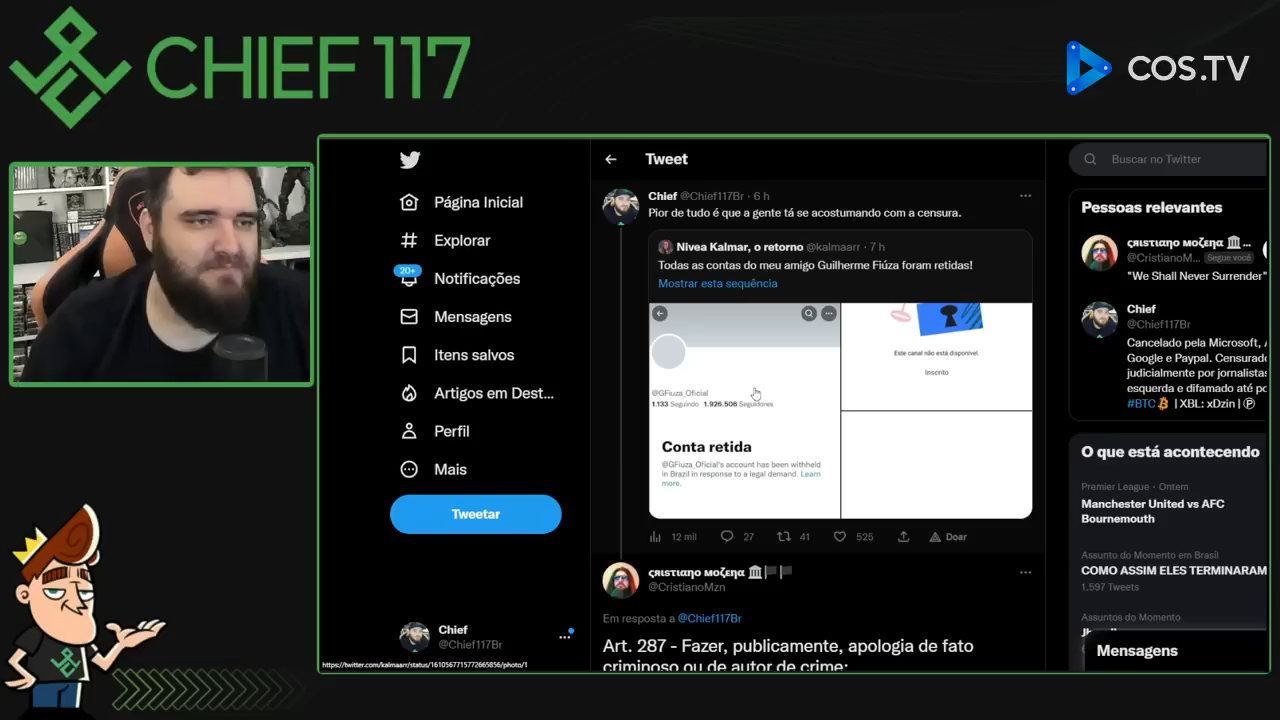 CHIEF 117
COS.TV
Página Inicial
Explorar
20+
Notificações
Mensagens
Itens salvos
Artigos em Dest...
Perfil
Mais
Tweetar
Chief
@Chief117Br
https://twitter.com/kalmaarr/status/1610567715772665856/photo/1
Tweet
Chief @Chief117Br · 6 h
Pior de tudo é que a gente tá se acostumando com a censura.
Nivea Kalmar, o retorno @kalmaarr · 7 h
Todas as contas do meu amigo Guilherme Fiúza foram retidas!
Mostrar esta sequência
@GFiuza_Oficial
1.133 Seguindo 1.926.506 Seguidores
Conta retida
@GFiuza_Oficial's account has been withheld
in Brazil in response to a legal demand. Learn
more.
Este canal não está disponível.
Inscrito
12 mil 27 41 525 Doar
cяιsтιαηo мoζεηα
@CristianoMzn
Em resposta a @Chief117Br
Art. 287 - Fazer, publicamente, apologia de fato
criminoso ou de autor de crime:
Buscar no Twitter
Pessoas relevantes
cяιsтιαηo мoζεηα ...
@CristianoM... Segue você
"We Shall Never Surrender"
Chief
@Chief117Br
Cancelado pela Microsoft, A
Google e Paypal. Censurado
judicialmente por jornalistas
esquerda e difamado até po
#BTC | XBL: xDzin |
O que está acontecendo
Premier League · Ontem
Manchester United vs AFC
Bournemouth
Assunto do Momento em Brasil
COMO ASSIM ELES TERMINARAM
1.597 Tweets
Assuntos do Momento
Mensagens